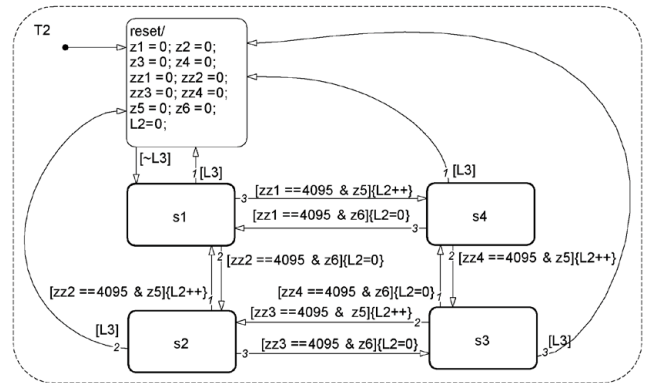 T2
reset/
z1 = 0; z2 = 0;
z3 = 0; z4 = 0;
zz1 = 0; zz2 = 0;
zz3 = 0; zz4 = 0;
z5 = 0; z6 = 0;
L2=0;
[~L3]
1 [L3]
1 [L3]
3 [zz1 ==4095 & z5]{L2++}
s1
s4
[zz1 ==4095 & z6]{L2=0} 3
2 [zz2 ==4095 & z6]{L2=0}
2 [zz4 ==4095 & z5]{L2++}
[zz2 ==4095 & z5]{L2++} 1
[zz4 ==4095 & z6]{L2=0} 1
[zz3 ==4095 & z5]{L2++} 2
[L3] 2
s2
s3
3 [zz3 ==4095 & z6]{L2=0}
3 [L3]